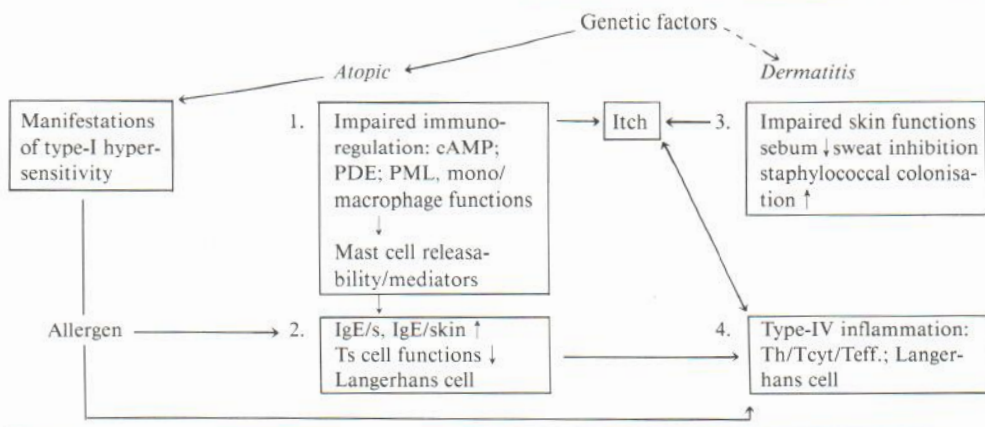 Genetic factors
Atopic
Dermatitis
Manifestations
of type-I hyper-
sensitivity
1.
Impaired immuno-
regulation: cAMP;
PDE; PML, mono/
macrophage functions
↓
Mast cell releasa-
bility/mediators
Itch
3.
Impaired skin functions
sebum ↓ sweat inhibition
staphylococcal colonisa-
tion ↑
Allergen
2.
IgE/s, IgE/skin ↑
Ts cell functions ↓
Langerhans cell
4.
Type-IV inflammation:
Th/Tcyt/Teff.; Langer-
hans cell